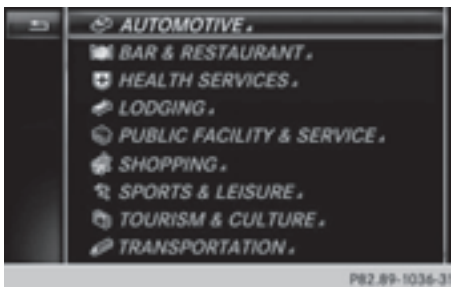 AUTOMOTIVE
BAR & RESTAURANT
HEALTH SERVICES
LODGING
PUBLIC FACILITY & SERVICE
SHOPPING
SPORTS & LEISURE
TOURISM & CULTURE
TRANSPORTATION
P82.89-1036-31